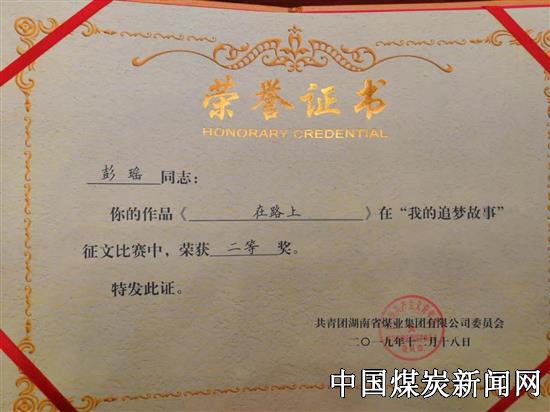 荣誉证书
HONORARY CREDENTIAL
彭瑶同志：
你的作品《在路上》在“我的追梦故事”
征文比赛中，荣获二等奖。
特发此证。
共青团湖南省煤业集团有限公司委员会
二〇一九年十二月十八日
中国煤炭新闻网